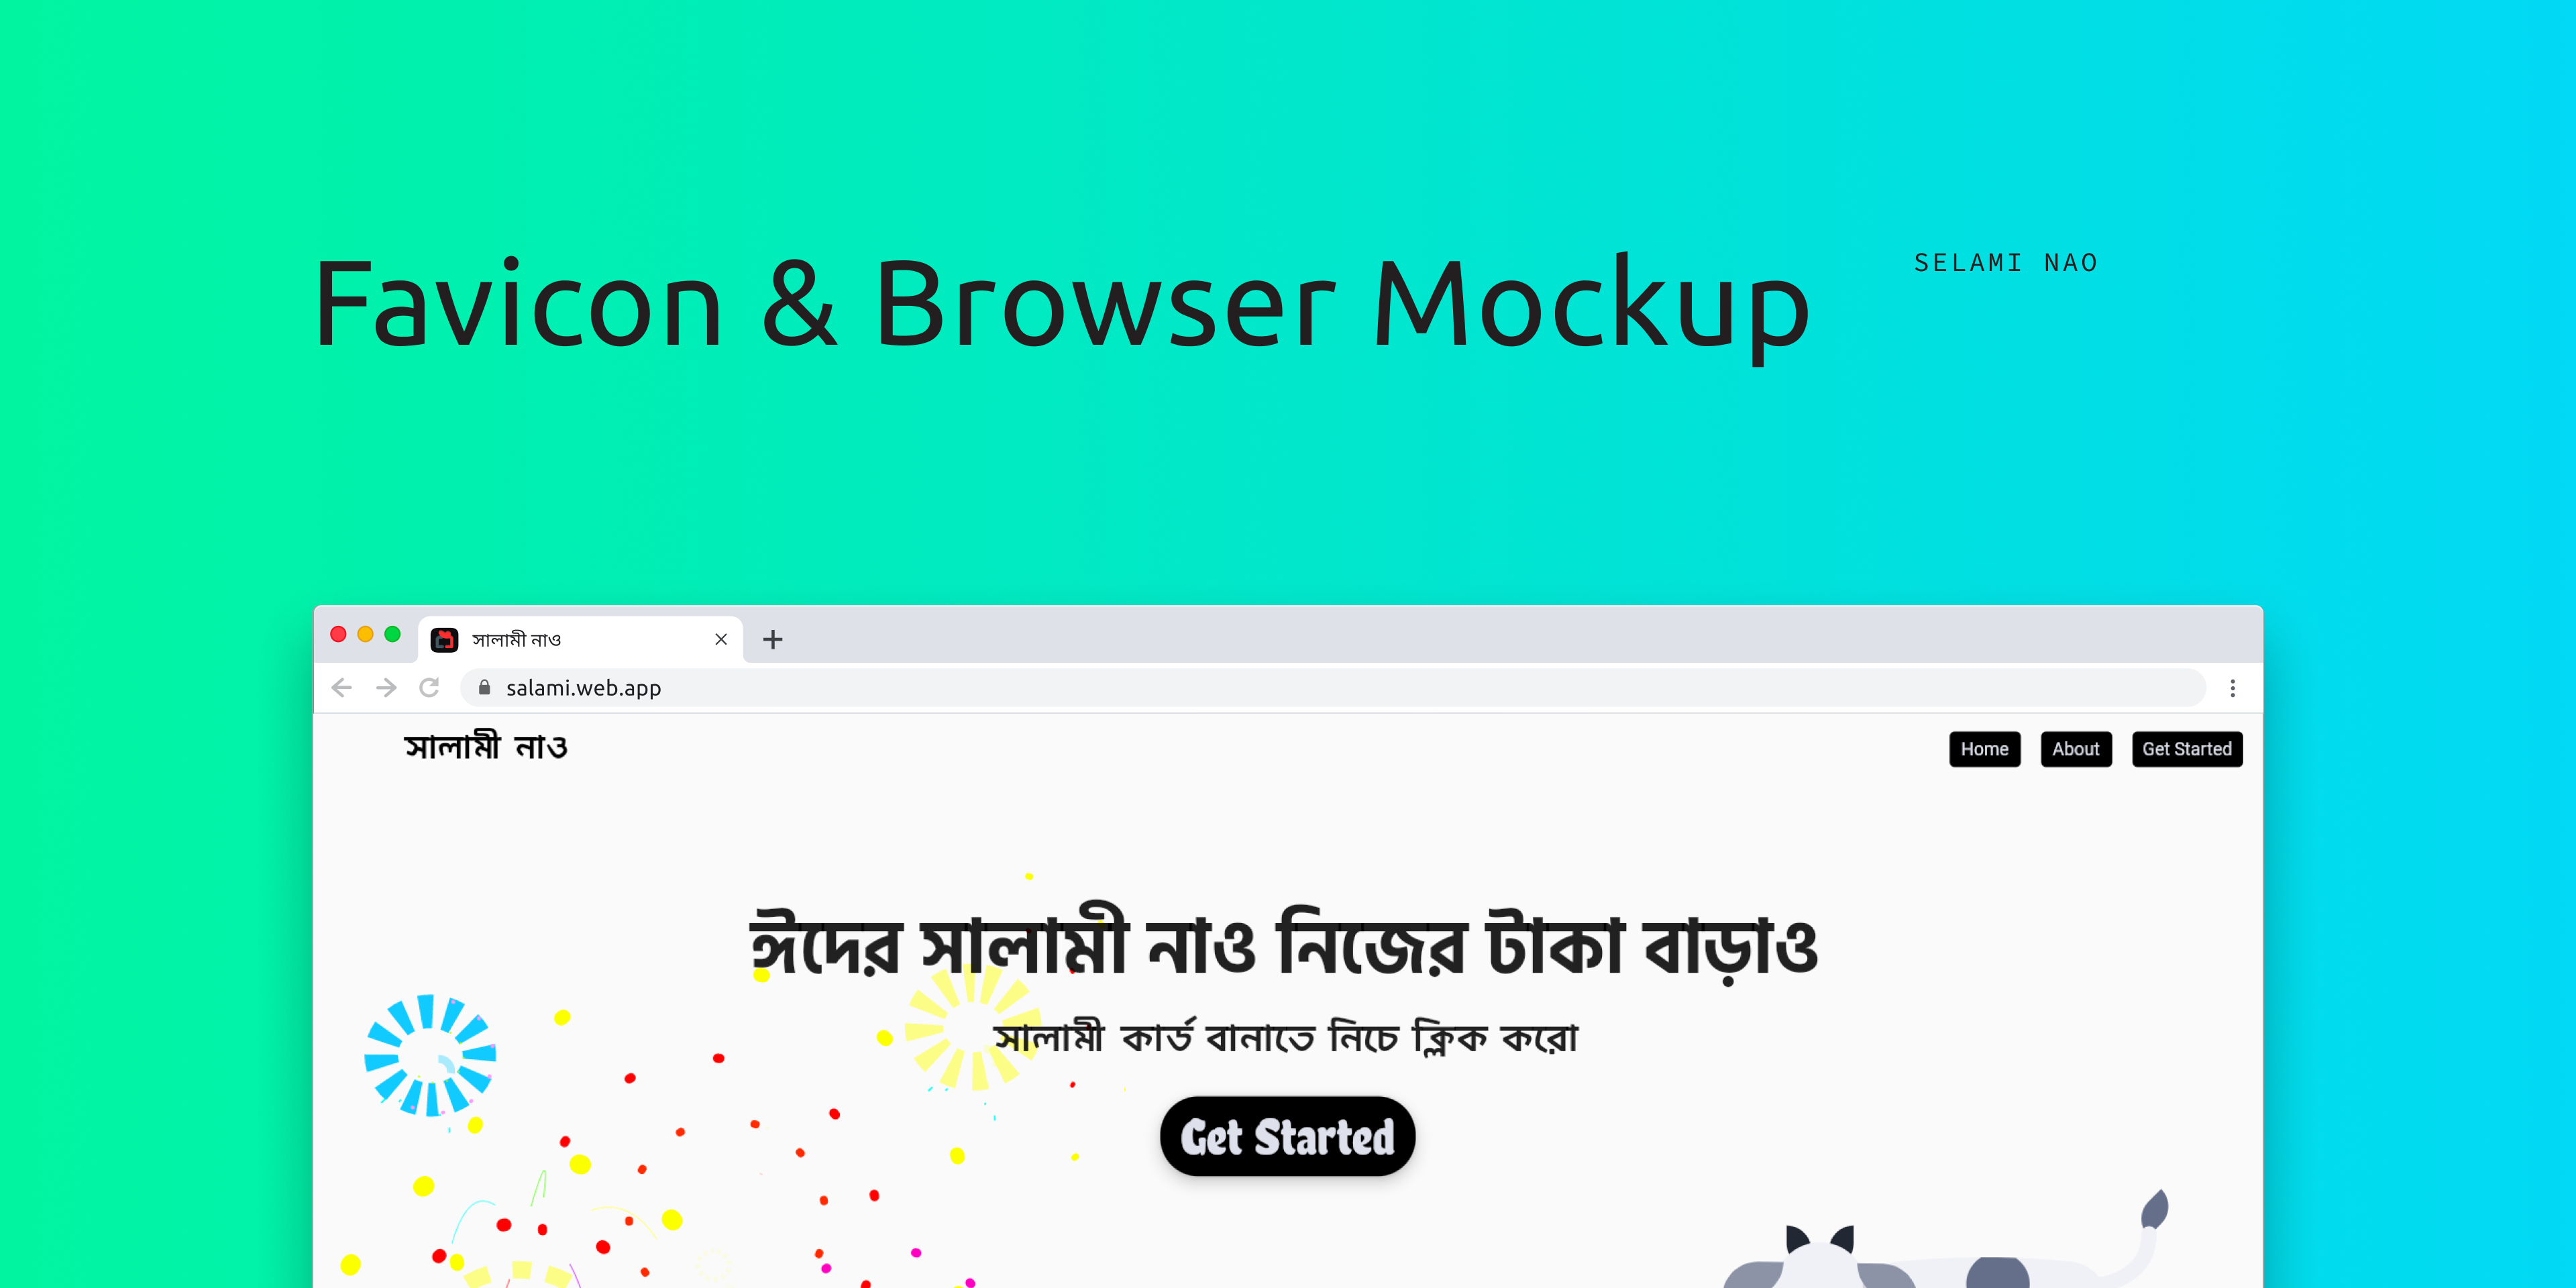 Favicon & Browser Mockup
SELAMI NAO
সালামী নাও
salami.web.app
সালামী নাও
Home
About
Get Started
ঈদের সালামী নাও নিজের টাকা বাড়াও
সালামী কার্ড বানাতে নিচে ক্লিক করো
Get Started